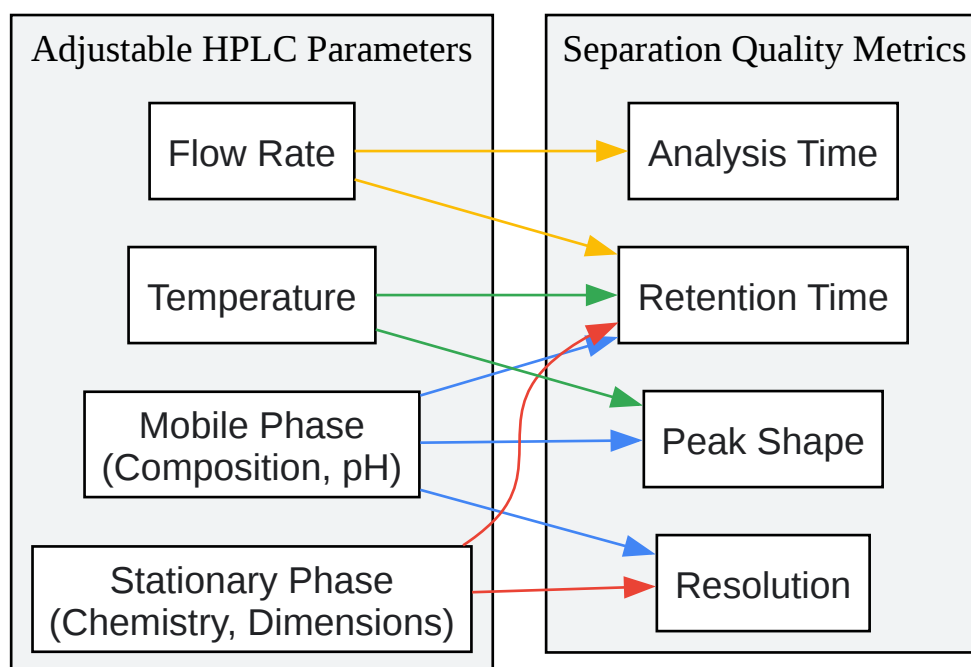 Adjustable HPLC Parameters
Flow Rate
Temperature
Mobile Phase
(Composition, pH)
Stationary Phase
(Chemistry, Dimensions)
Separation Quality Metrics
Analysis Time
Retention Time
Peak Shape
Resolution